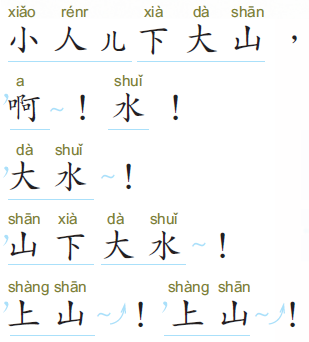 xiǎo rénr xià dà shān
小人儿下大山，
a shuǐ
'啊~！水！
dà shuǐ
'大水~！
shān xià dà shuǐ
'山下大水~！
shàng shān shàng shān
'上山~↗！'上山~↗！